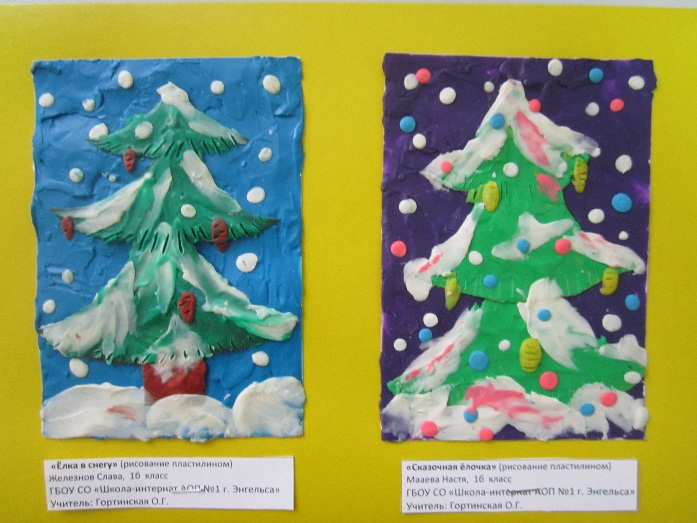 «Ёлка в снегу» (рисование пластилином)
Железнов Слава, 1б класс
ГБОУ СО «Школа-интернат АОП №1 г. Энгельса»
Учитель: Гортинская О.Г.
«Сказочная ёлочка» (рисование пластилином)
Мааева Настя, 1б класс
ГБОУ СО «Школа-интернат АОП №1 г. Энгельса»
Учитель: Гортинская О.Г.